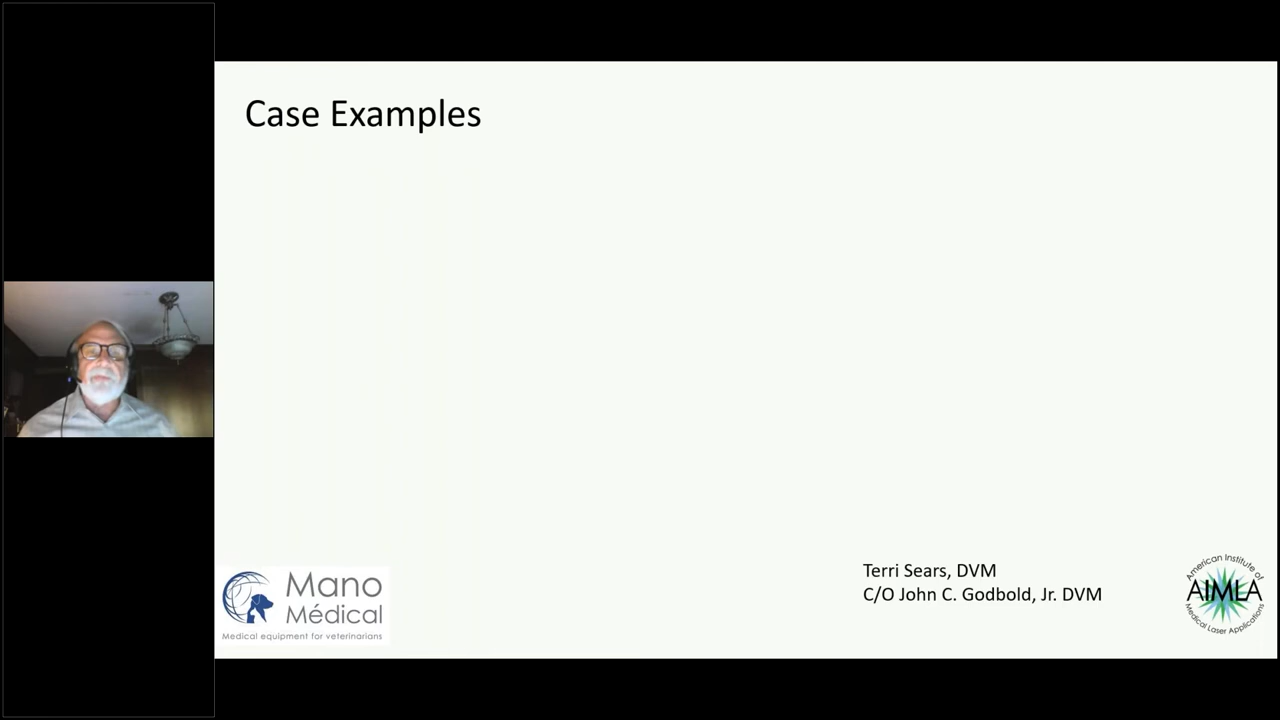 Case Examples
Mano
Médical
Medical equipment for veterinarians
Terri Sears, DVM
C/O John C. Godbold, Jr. DVM
American Institute of
AIMLA
Medical Laser Applications